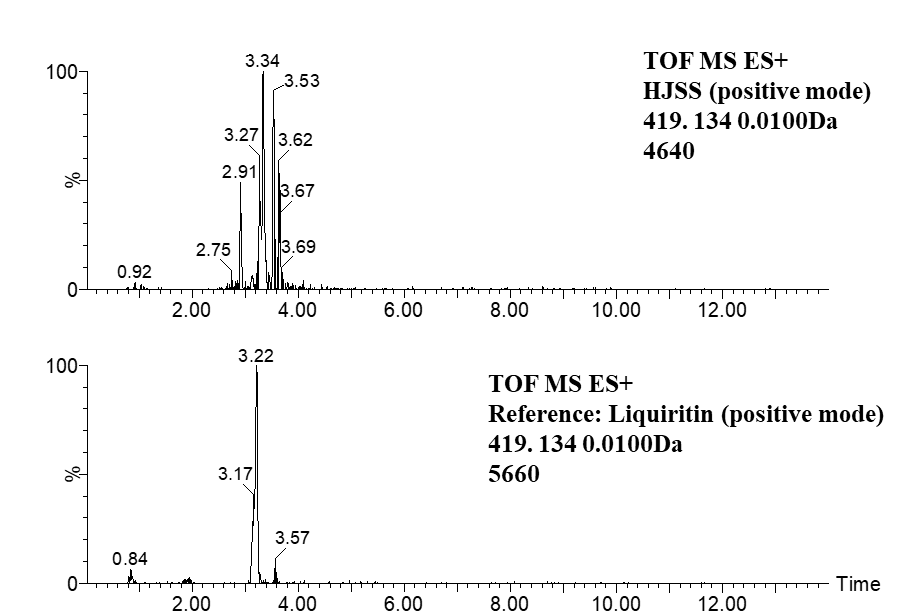 TOF MS ES+
HJSS (positive mode)
419. 134 0.0100Da
4640
100
%
0
3.34
3.53
3.27
3.62
2.91
3.67
2.75
3.69
0.92
2.00 4.00 6.00 8.00 10.00 12.00
TOF MS ES+
Reference: Liquiritin (positive mode)
419. 134 0.0100Da
5660
100
%
0
3.22
3.17
3.57
0.84
2.00 4.00 6.00 8.00 10.00 12.00
Time